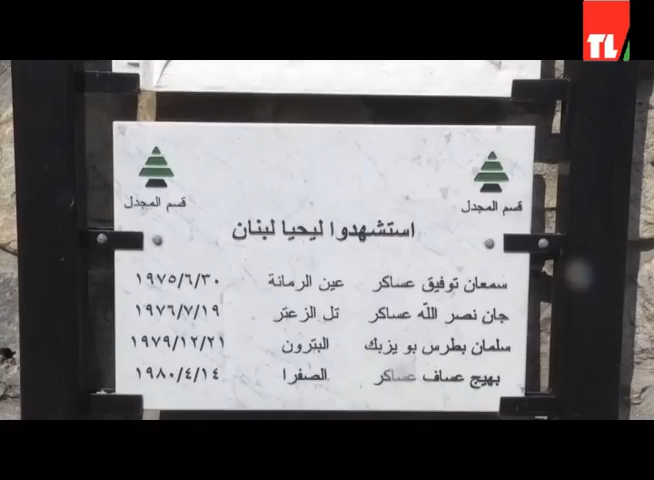 TL
قسم المجدل
قسم المجدل
استشهدوا ليحيا لبنان
سمعان توفيق عساكر عين الرمانة ١٩٧٥/٦/٣٠
جان نصر الله عساكر تل الزعتر ١٩٧٦/٧/١٩
سلمان بطرس بو يزبك البترون ١٩٧٩/١٢/٢١
بهيج عساف عساكر الصفرا ١٩٨٠/٤/١٤